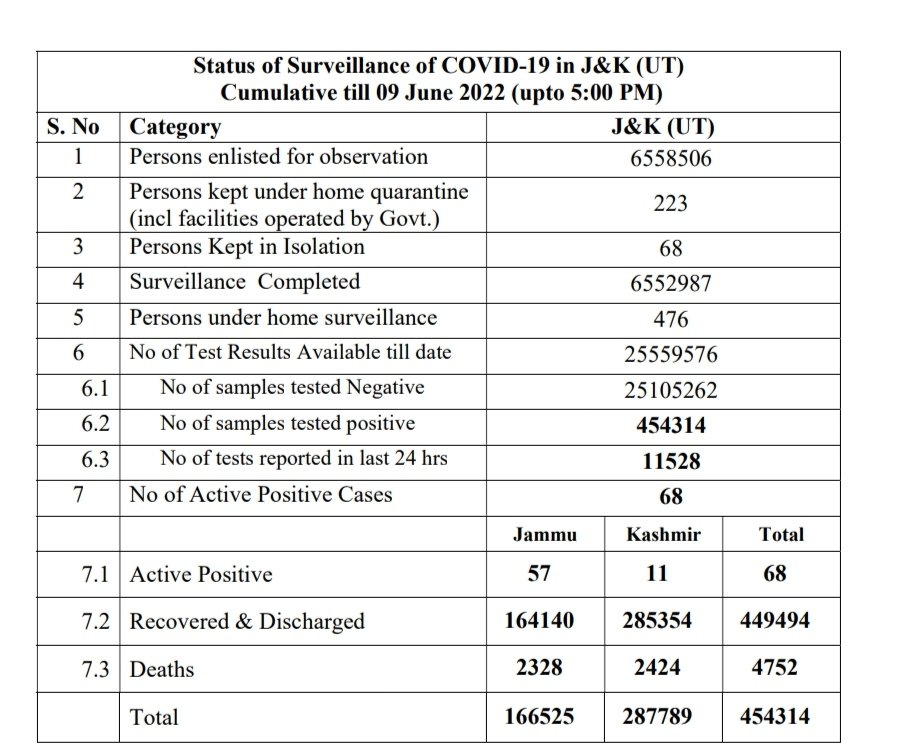 Status of Surveillance of COVID-19 in J&K (UT)
Cumulative till 09 June 2022 (upto 5:00 PM)
S. No Category J&K (UT)
1 Persons enlisted for observation 6558506
2 Persons kept under home quarantine
(incl facilities operated by Govt.) 223
3 Persons Kept in Isolation 68
4 Surveillance Completed 6552987
5 Persons under home surveillance 476
6 No of Test Results Available till date 25559576
6.1 No of samples tested Negative 25105262
6.2 No of samples tested positive 454314
6.3 No of tests reported in last 24 hrs 11528
7 No of Active Positive Cases 68
Jammu Kashmir Total
7.1 Active Positive 57 11 68
7.2 Recovered & Discharged 164140 285354 449494
7.3 Deaths 2328 2424 4752
Total 166525 287789 454314